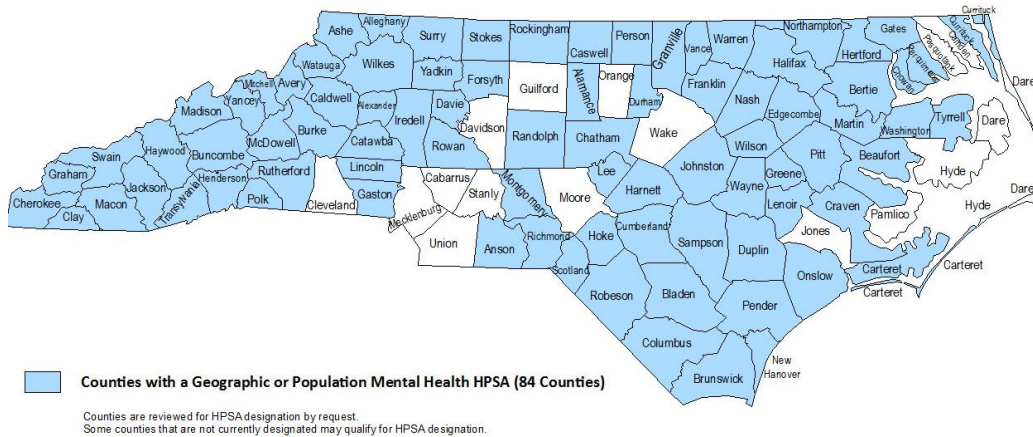 Currituck
Ashe
Alleghany
Surry
Stokes
Rockingham
Caswell
Person
Granville
Vance
Warren
Northampton
Gates
Currituck
Camden
Pasquotank
Perquimans
Chowan
Hertford
Halifax
Watauga
Wilkes
Yadkin
Forsyth
Guilford
Alamance
Orange
Durham
Franklin
Nash
Bertie
Dare
Mitchell
Avery
Caldwell
Alexander
Iredell
Davie
Davidson
Randolph
Chatham
Wake
Edgecombe
Martin
Washington
Tyrrell
Dare
Madison
Yancey
Burke
McDowell
Catawba
Rowan
Wilson
Pitt
Beaufort
Hyde
Dare
Swain
Haywood
Buncombe
Rutherford
Lincoln
Cabarrus
Stanly
Montgomery
Moore
Lee
Harnett
Johnston
Wayne
Greene
Lenoir
Craven
Pamlico
Hyde
Graham
Jackson
Henderson
Polk
Cleveland
Gaston
Mecklenburg
Cherokee
Clay
Macon
Transylvania
Union
Anson
Richmond
Scotland
Hoke
Cumberland
Sampson
Duplin
Jones
Onslow
Carteret
Carteret
Carteret
Robeson
Bladen
Pender
Columbus
Brunswick
New
Hanover
Counties with a Geographic or Population Mental Health HPSA (84 Counties)
Counties are reviewed for HPSA designation by request.
Some counties that are not currently designated may qualify for HPSA designation.